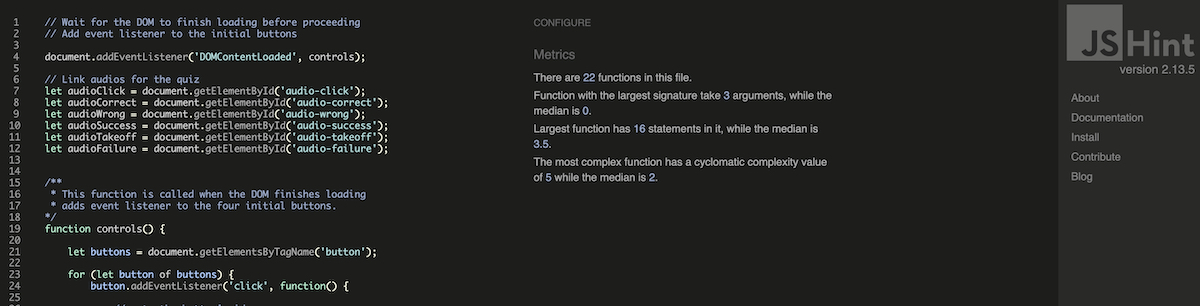 1 // Wait for the DOM to finish loading before proceeding
2 // Add event listener to the initial buttons
3
4 document.addEventListener('DOMContentLoaded', controls);
5
6 // Link audios for the quiz
7 let audioClick = document.getElementById('audio-click');
8 let audioCorrect = document.getElementById('audio-correct');
9 let audioWrong = document.getElementById('audio-wrong');
10 let audioSuccess = document.getElementById('audio-success');
11 let audioTakeoff = document.getElementById('audio-takeoff');
12 let audioFailure = document.getElementById('audio-failure');
13
14
15 /**
16 * This function is called when the DOM finishes loading
17 * adds event listener to the four initial buttons.
18 */
19 function controls() {
20
21 let buttons = document.getElementsByTagName('button');
22
23 for (let button of buttons) {
24 button.addEventListener('click', function() {
25
CONFIGURE
Metrics
There are 22 functions in this file.
Function with the largest signature take 3 arguments, while the
median is 0.
Largest function has 16 statements in it, while the median is
3.5.
The most complex function has a cyclomatic complexity value
of 5 while the median is 2.
JSHint
version 2.13.5
About
Documentation
Install
Contribute
Blog